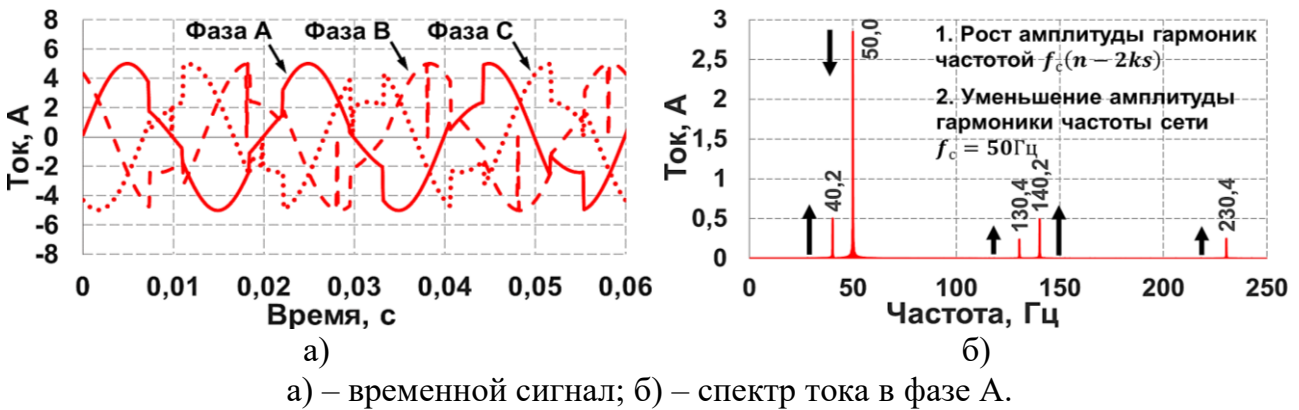 8
6
4
2
0
-2
-4
-6
-8
Ток, А
Фаза А
Фаза В
Фаза С
0
0,01
0,02
0,03
0,04
0,05
0,06
Время, с
а)
3
2,5
2
1,5
1
0,5
0
Ток, А
40,2
50,0
130,4
140,2
230,4
1. Рост амплитуды гармоник
частотой f_c(n − 2ks)
2. Уменьшение амплитуды
гармоники частоты сети
f_c = 50Гц
0
50
100
150
200
250
Частота, Гц
б)
а) – временной сигнал; б) – спектр тока в фазе А.